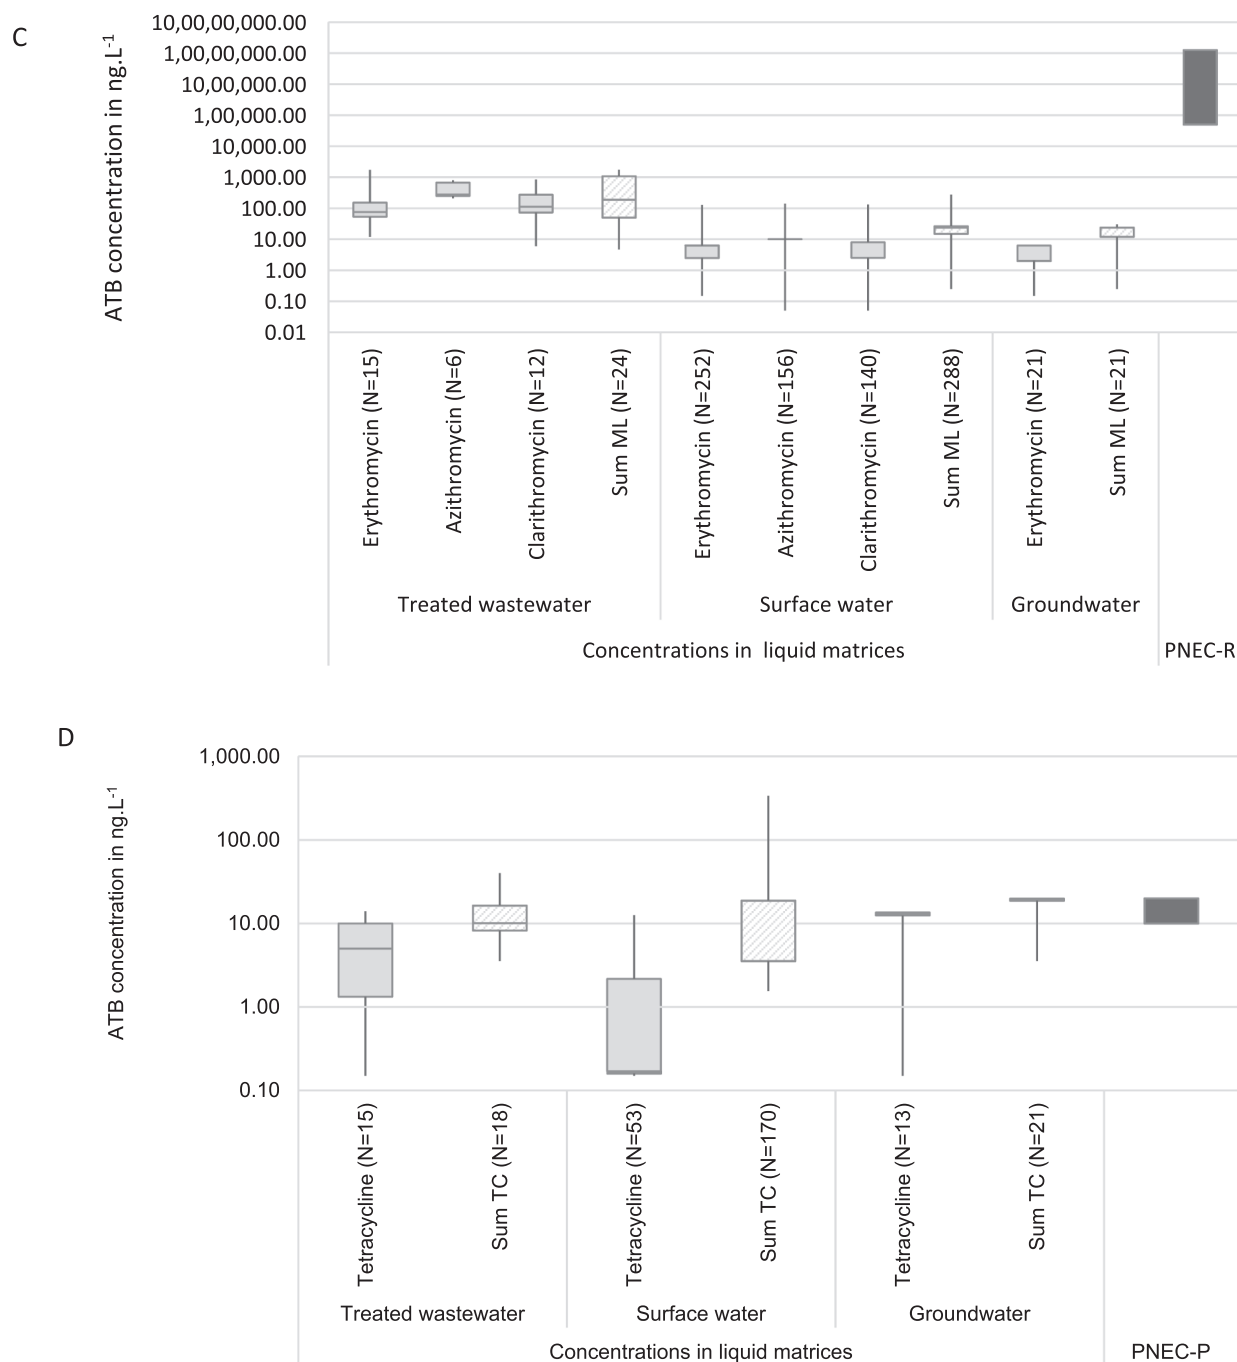 C
ATB concentration in ng.L-1
10,00,00,000.00
1,00,00,000.00
10,00,000.00
1,00,000.00
10,000.00
1,000.00
100.00
10.00
1.00
0.10
0.01
Erythromycin (N=15)
Azithromycin (N=6)
Clarithromycin (N=12)
Sum ML (N=24)
Erythromycin (N=252)
Azithromycin (N=156)
Clarithromycin (N=140)
Sum ML (N=288)
Erythromycin (N=21)
Sum ML (N=21)
Treated wastewater
Surface water
Groundwater
Concentrations in liquid matrices
PNEC-R
D
ATB concentration in ng.L-1
1,000.00
100.00
10.00
1.00
0.10
Tetracycline (N=15)
Sum TC (N=18)
Tetracycline (N=53)
Sum TC (N=170)
Tetracycline (N=13)
Sum TC (N=21)
Treated wastewater
Surface water
Groundwater
Concentrations in liquid matrices
PNEC-P